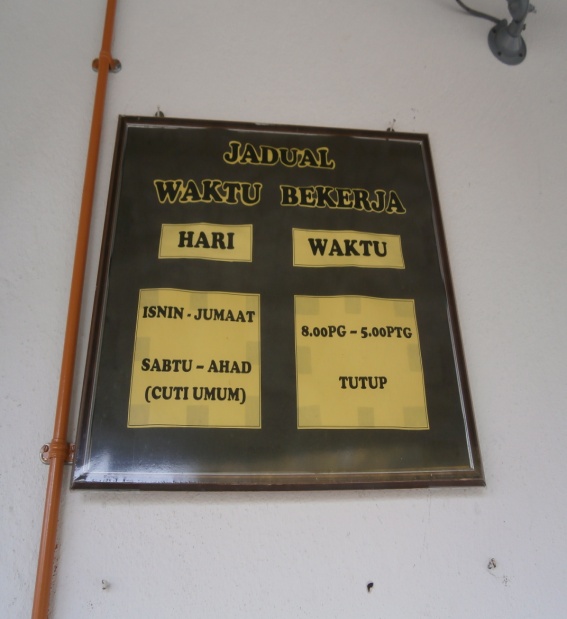 JADUAL
WAKTU BEKERJA
HARI
WAKTU
ISNIN - JUMAAT
8.00PG - 5.00PTG
SABTU - AHAD
(CUTI UMUM)
TUTUP